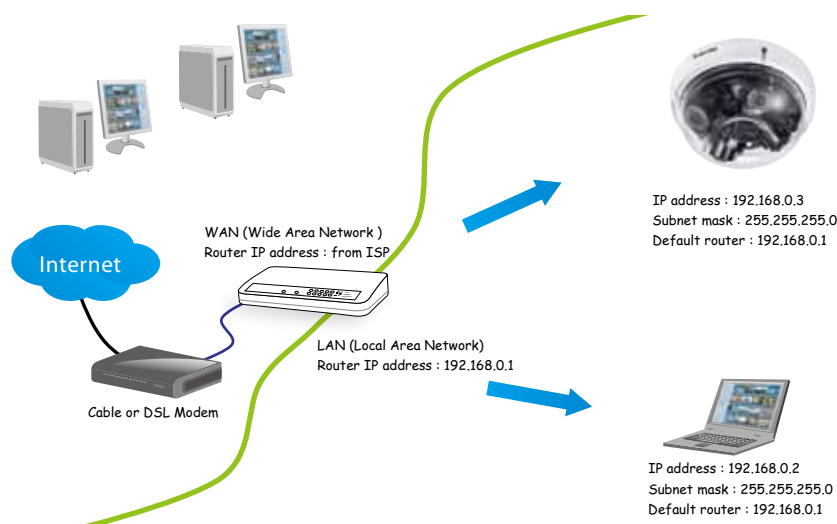 IP address : 192.168.0.3
Subnet mask : 255.255.255.0
Default router : 192.168.0.1
WAN (Wide Area Network )
Router IP address : from ISP
Internet
LAN (Local Area Network)
Router IP address : 192.168.0.1
Cable or DSL Modem
IP address : 192.168.0.2
Subnet mask : 255.255.255.0
Default router : 192.168.0.1